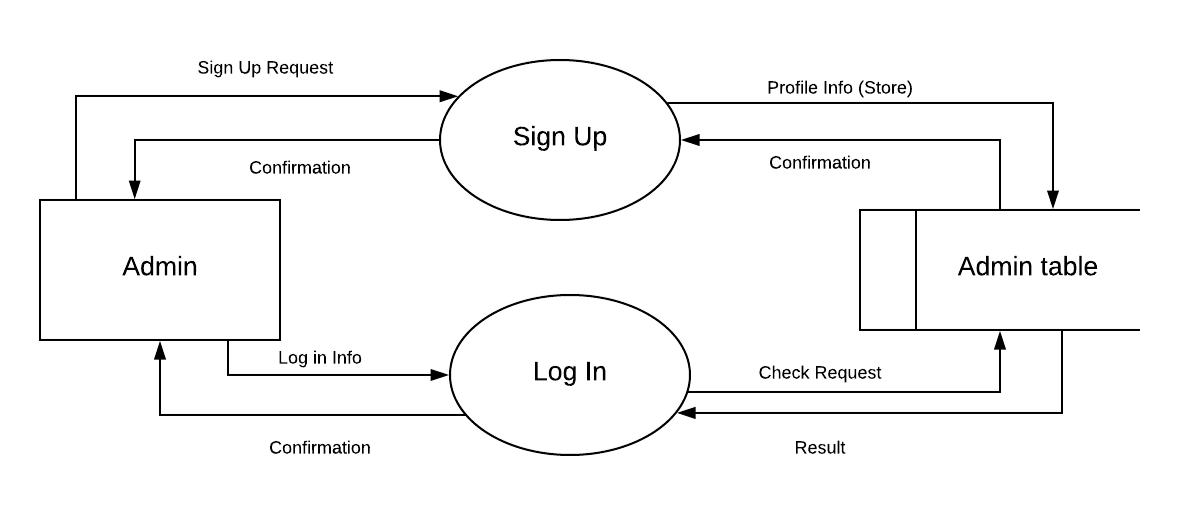 Sign Up Request
Profile Info (Store)
Sign Up
Confirmation
Confirmation
Admin
Admin table
Log in Info
Log In
Check Request
Confirmation
Result